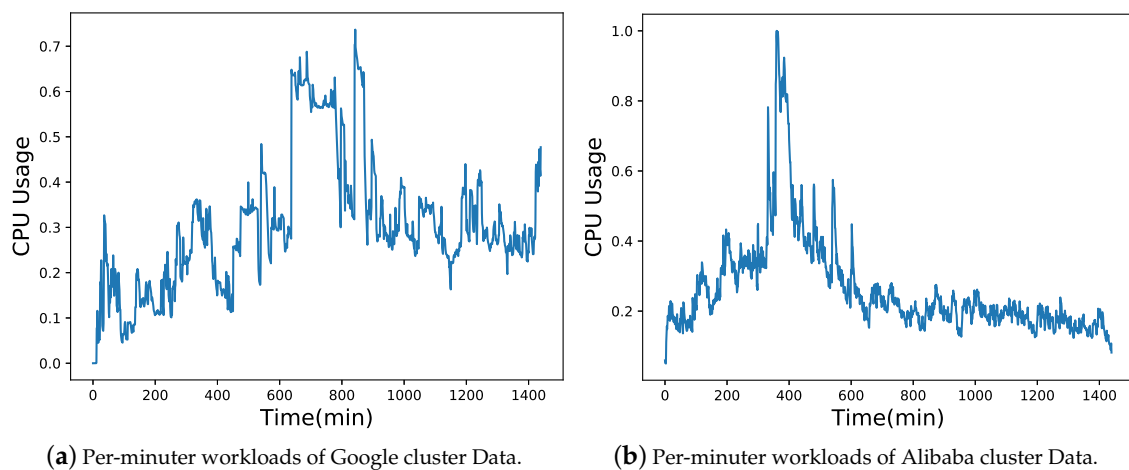 0.7
0.6
0.5
0.4
0.3
0.2
0.1
0.0
CPU Usage
0 200 400 600 800 1000 1200 1400
Time(min)
(a) Per-minuter workloads of Google cluster Data.
1.0
0.8
0.6
0.4
0.2
CPU Usage
0 200 400 600 800 1000 1200 1400
Time(min)
(b) Per-minuter workloads of Alibaba cluster Data.